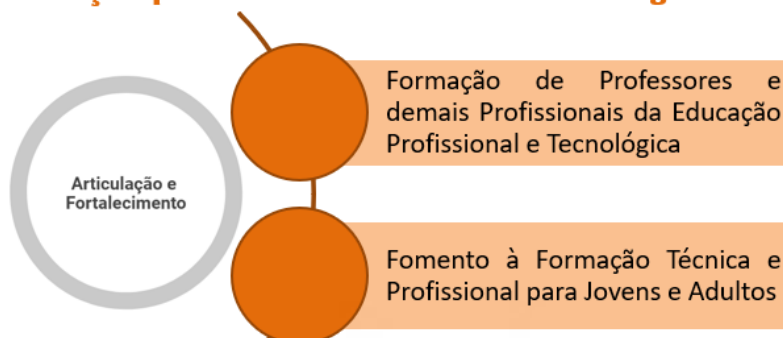 Articulação e
Fortalecimento
Formação de Professores e
demais Profissionais da Educação
Profissional e Tecnológica
Fomento à Formação Técnica e
Profissional para Jovens e Adultos